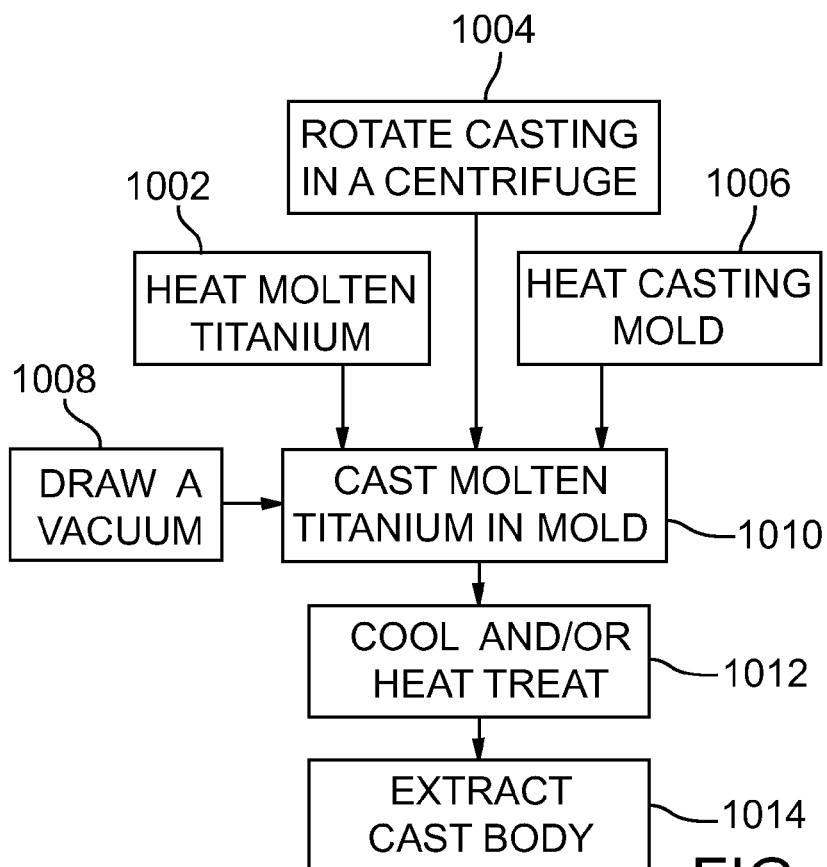 1004
ROTATE CASTING
IN A CENTRIFUGE
1002
1006
HEAT MOLTEN
TITANIUM
HEAT CASTING
MOLD
1008
DRAW A
VACUUM
CAST MOLTEN
TITANIUM IN MOLD
1010
COOL AND/OR
HEAT TREAT
1012
EXTRACT
CAST BODY
1014
FIG